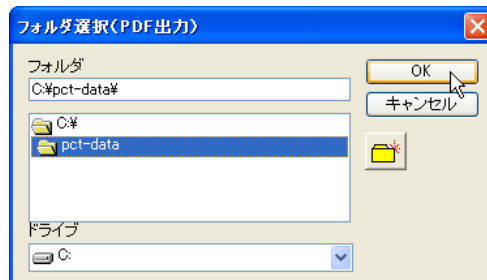 フォルダ選択(PDF出力)
フォルダ
C:¥pct-data¥
OK
キャンセル
C:¥
pct-data
ドライブ
C: